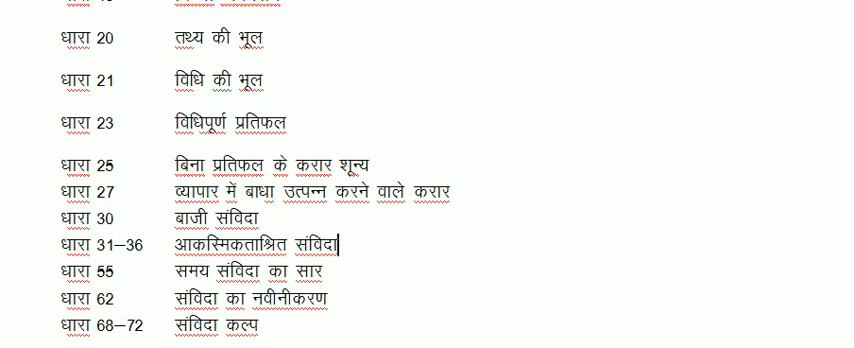 धारा 20 तथ्य की भूल
धारा 21 विधि की भूल
धारा 23 विधिपूर्ण प्रतिफल
धारा 25 बिना प्रतिफल के करार शून्य
धारा 27 व्यापार में बाधा उत्पन्न करने वाले करार
धारा 30 बाजी संविदा
धारा 31–36 आकस्मिकताश्रित संविदा
धारा 55 समय संविदा का सार
धारा 62 संविदा का नवीनीकरण
धारा 68–72 संविदा कल्प